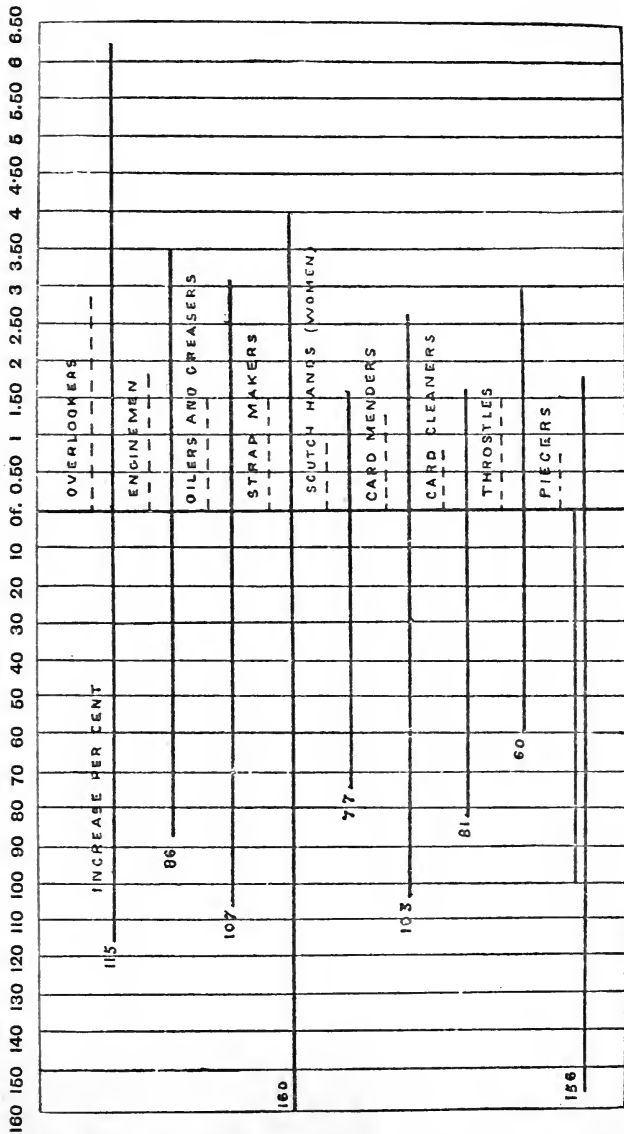 160 150 140 130 120 110 100 90 80 70 60 50 40 30 20 10 0f. 0.50 1 1.50 2 2.50 3 3.50 4 4·50 5 5.50 6 6.50
OVERLOOKERS
INCREASE PER CENT
115
ENGINEMEN
86
OILERS AND GREASERS
107
STRAP MAKERS
160
SCUTCH HANDS (WOMEN)
77
CARD MENDERS
103
CARD CLEANERS
81
THROSTLES
60
PIECERS
156